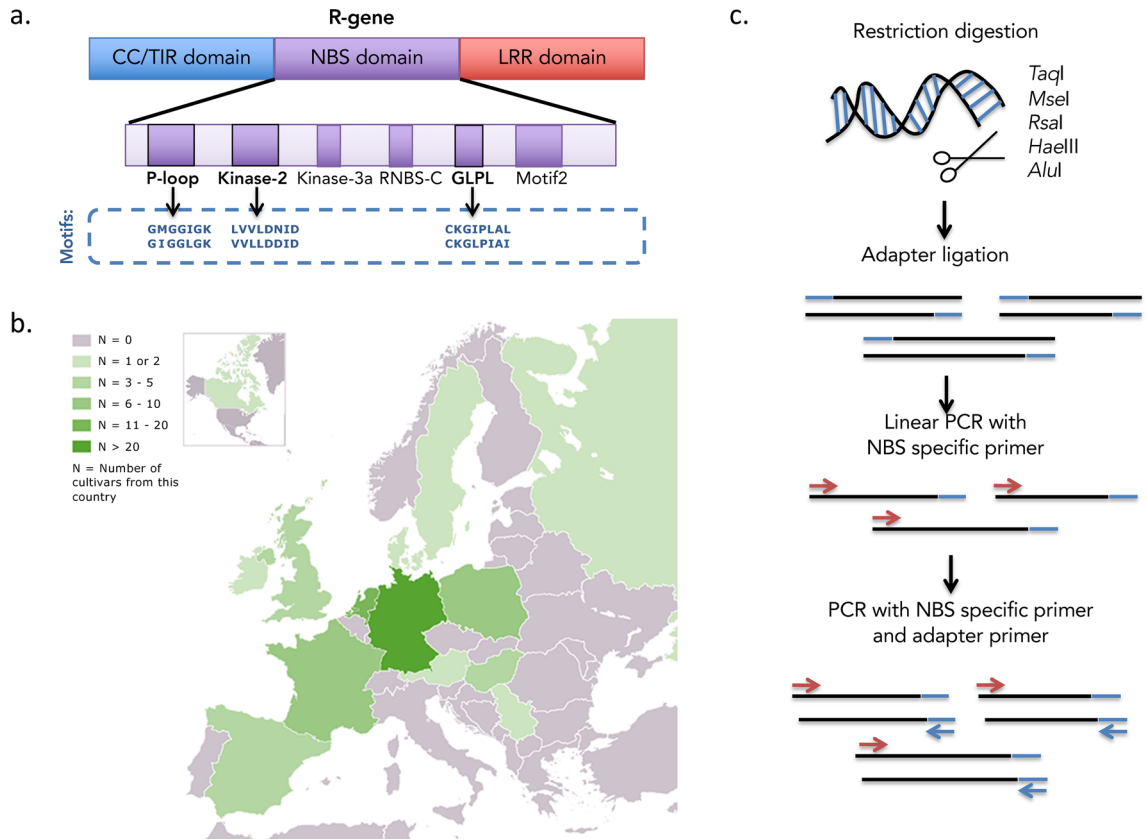 a.
R-gene
CC/TIR domain
NBS domain
LRR domain
P-loop
Kinase-2
Kinase-3a
RNBS-C
GLPL
Motif2
Motifs:
GMGGIGK
LVVLDNID
CKGIPLAL
GIGGLGK
VVLLDDID
CKGLPIAI
b.
N = 0
N = 1 or 2
N = 3 - 5
N = 6 - 10
N = 11 - 20
N > 20
N = Number of
cultivars from this
country
c.
Restriction digestion
TaqI
MseI
RsaI
HaeIII
AluI
Adapter ligation
Linear PCR with
NBS specific primer
PCR with NBS specific primer
and adapter primer